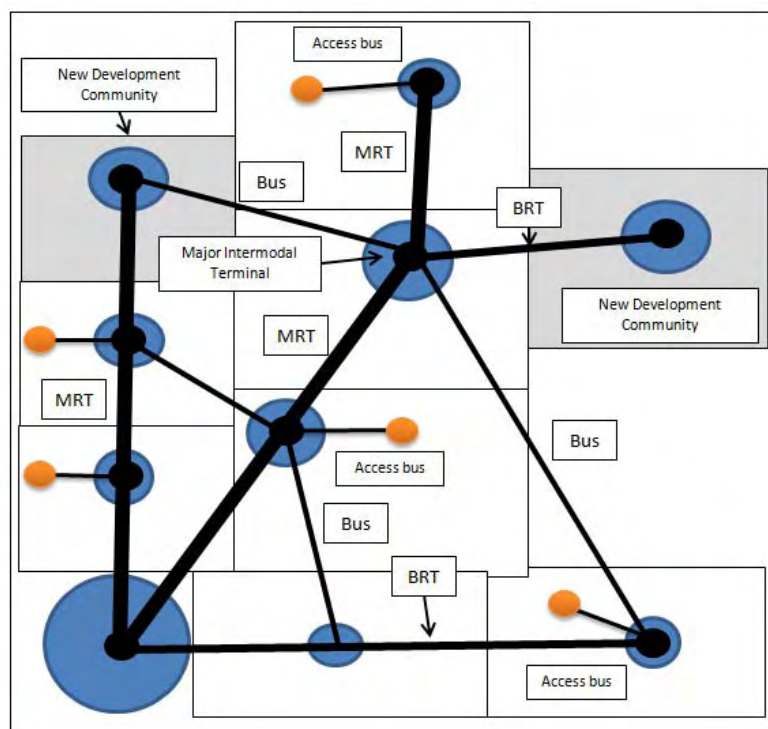 Access bus
New Development
Community
MRT
Bus
BRT
Major Intermodal
Terminal
New Development
Community
MRT
MRT
Bus
Access bus
Bus
BRT
Access bus